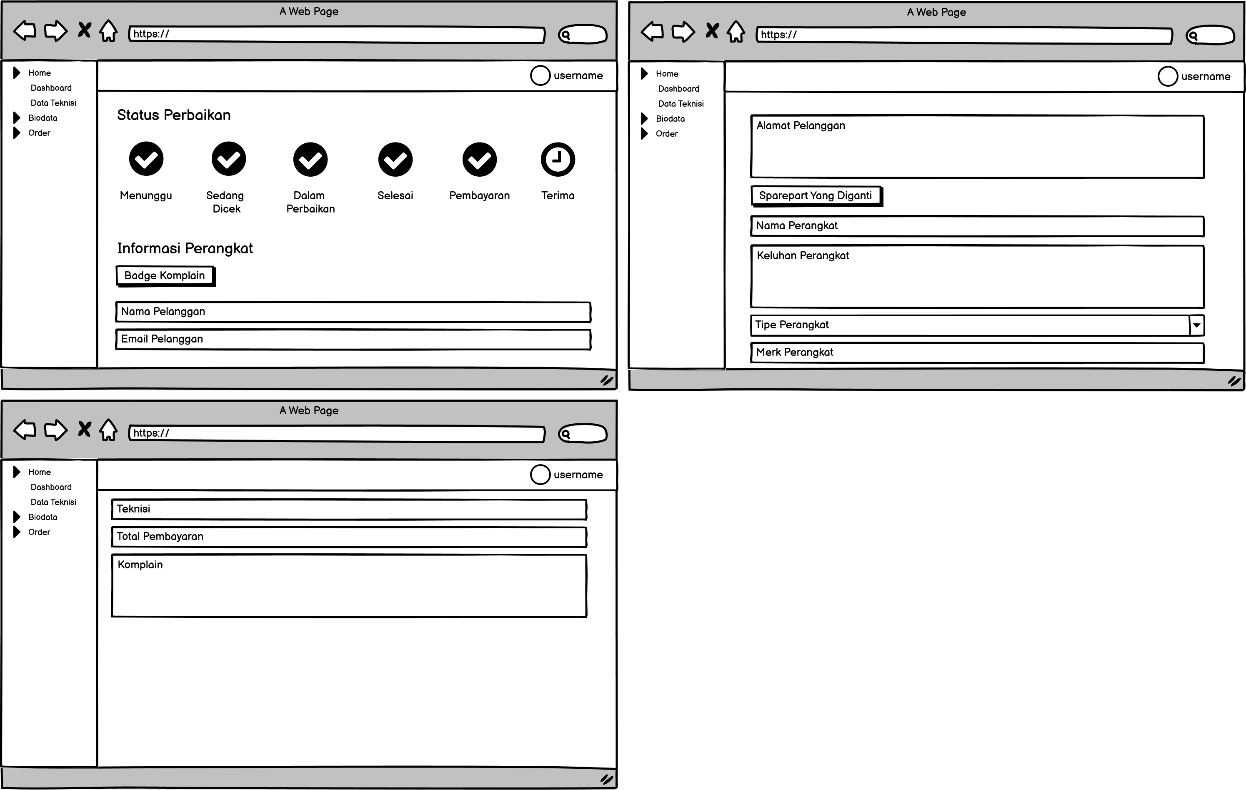 A Web Page
https://
Home
Dashboard
Data Teknisi
Biodata
Order
username
Status Perbaikan
Menunggu
Sedang
Dicek
Dalam
Perbaikan
Selesai
Pembayaran
Terima
Informasi Perangkat
Badge Komplain
Nama Pelanggan
Email Pelanggan
A Web Page
https://
Home
Dashboard
Data Teknisi
Biodata
Order
username
Alamat Pelanggan
Sparepart Yang Diganti
Nama Perangkat
Keluhan Perangkat
Tipe Perangkat
Merk Perangkat
A Web Page
https://
Home
Dashboard
Data Teknisi
Biodata
Order
username
Teknisi
Total Pembayaran
Komplain